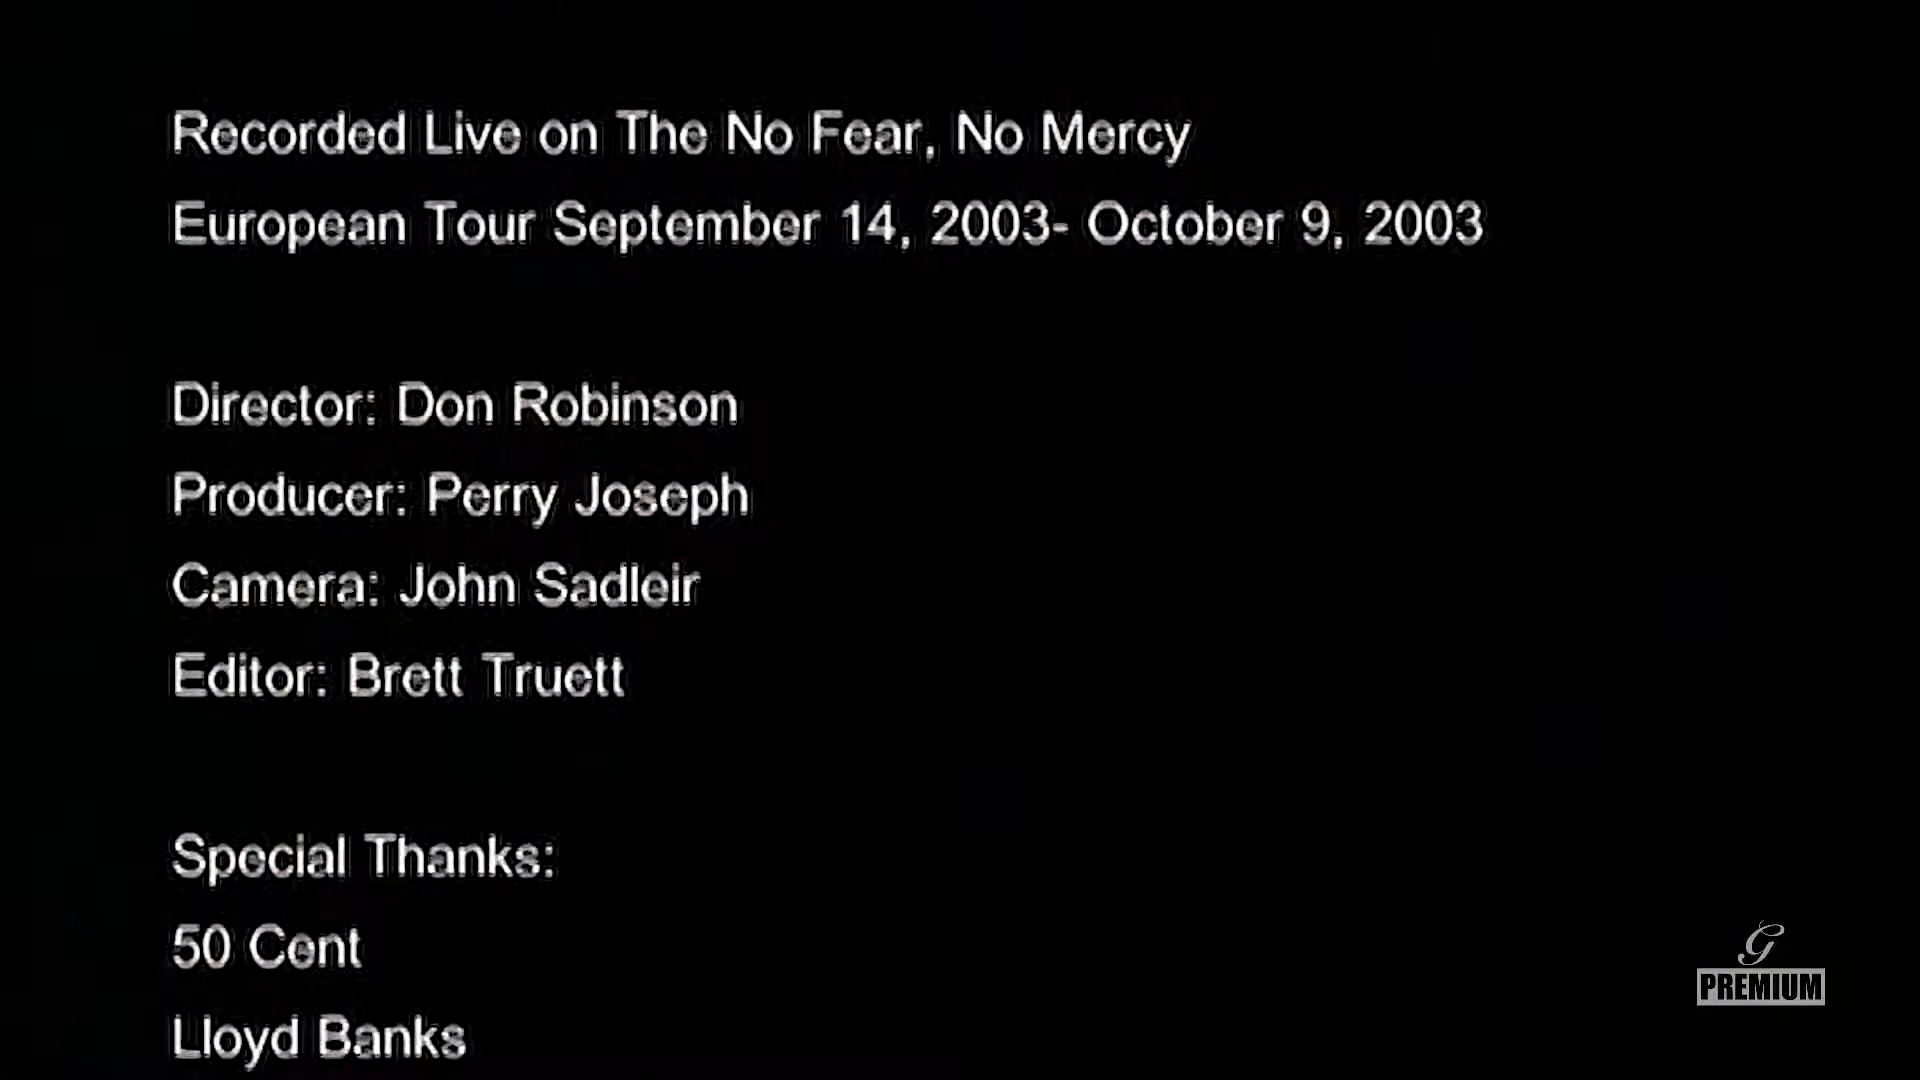 Recorded Live on The No Fear, No Mercy
European Tour September 14, 2003- October 9, 2003
Director: Don Robinson
Producer: Perry Joseph
Camera: John Sadleir
Editor: Brett Truett
Special Thanks:
50 Cent
Lloyd Banks
G
PREMIUM